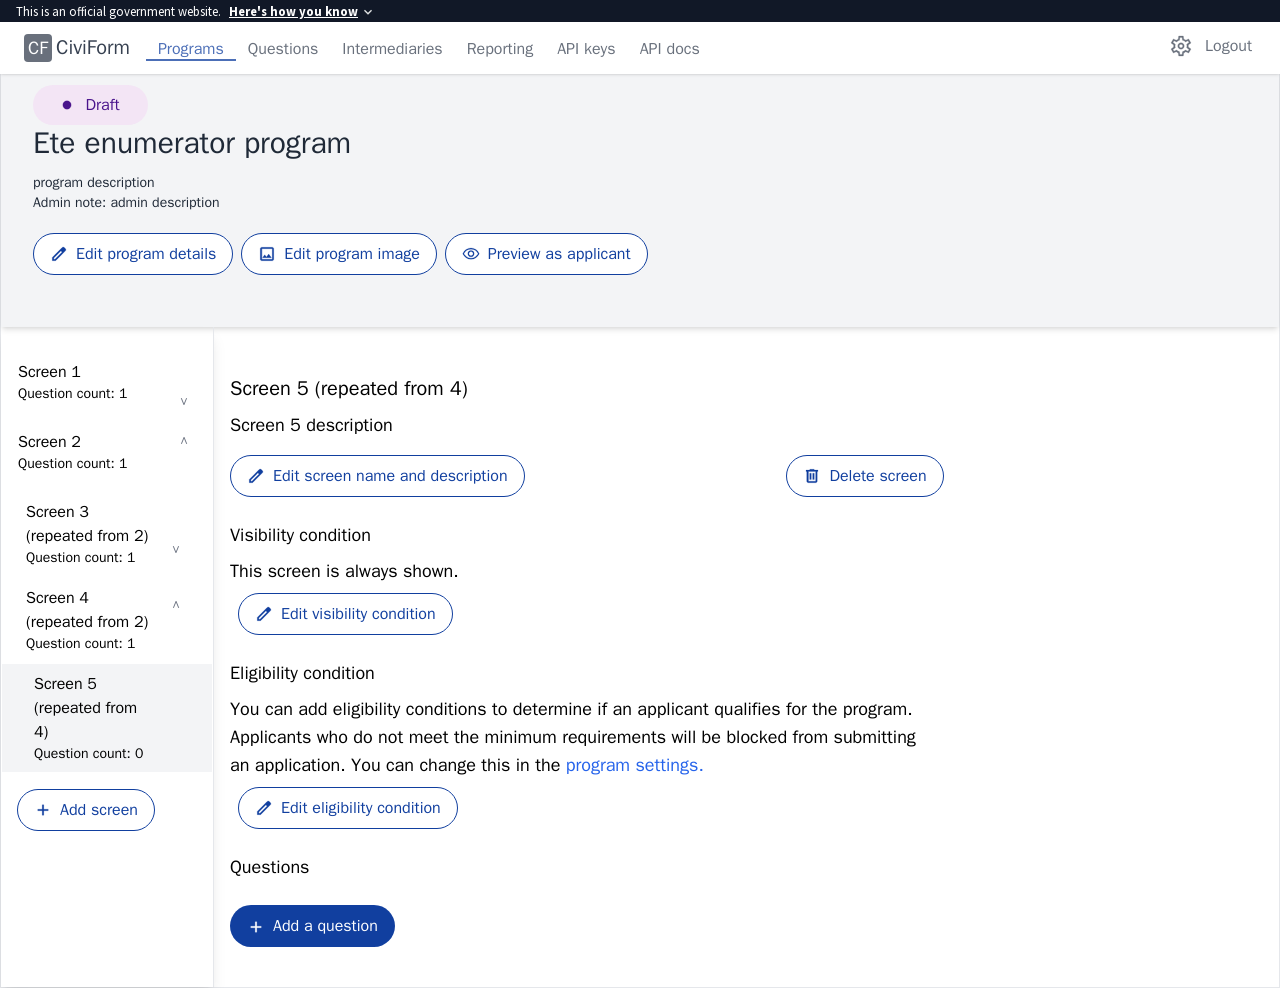 This is an official government website. Here's how you know
CF CiviForm Programs Questions Intermediaries Reporting API keys API docs Logout
Draft
Ete enumerator program
program description
Admin note: admin description
Edit program details Edit program image Preview as applicant
Screen 1
Question count: 1
Screen 2
Question count: 1
Screen 3
(repeated from 2)
Question count: 1
Screen 4
(repeated from 2)
Question count: 1
Screen 5
(repeated from
4)
Question count: 0
Add screen
Screen 5 (repeated from 4)
Screen 5 description
Edit screen name and description Delete screen
Visibility condition
This screen is always shown.
Edit visibility condition
Eligibility condition
You can add eligibility conditions to determine if an applicant qualifies for the program.
Applicants who do not meet the minimum requirements will be blocked from submitting
an application. You can change this in the program settings.
Edit eligibility condition
Questions
Add a question